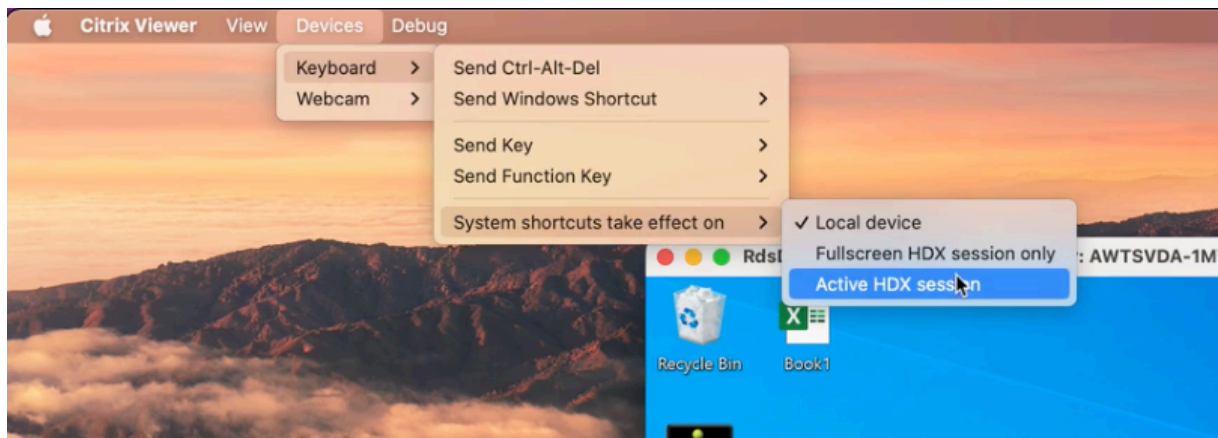 Citrix Viewer View Devices Debug
Keyboard >
Webcam >
Send Ctrl-Alt-Del
Send Windows Shortcut >
Send Key >
Send Function Key >
System shortcuts take effect on >
✓ Local device
Fullscreen HDX session only
Active HDX session
: AWTSVDA-1M
Recycle Bin
Book1